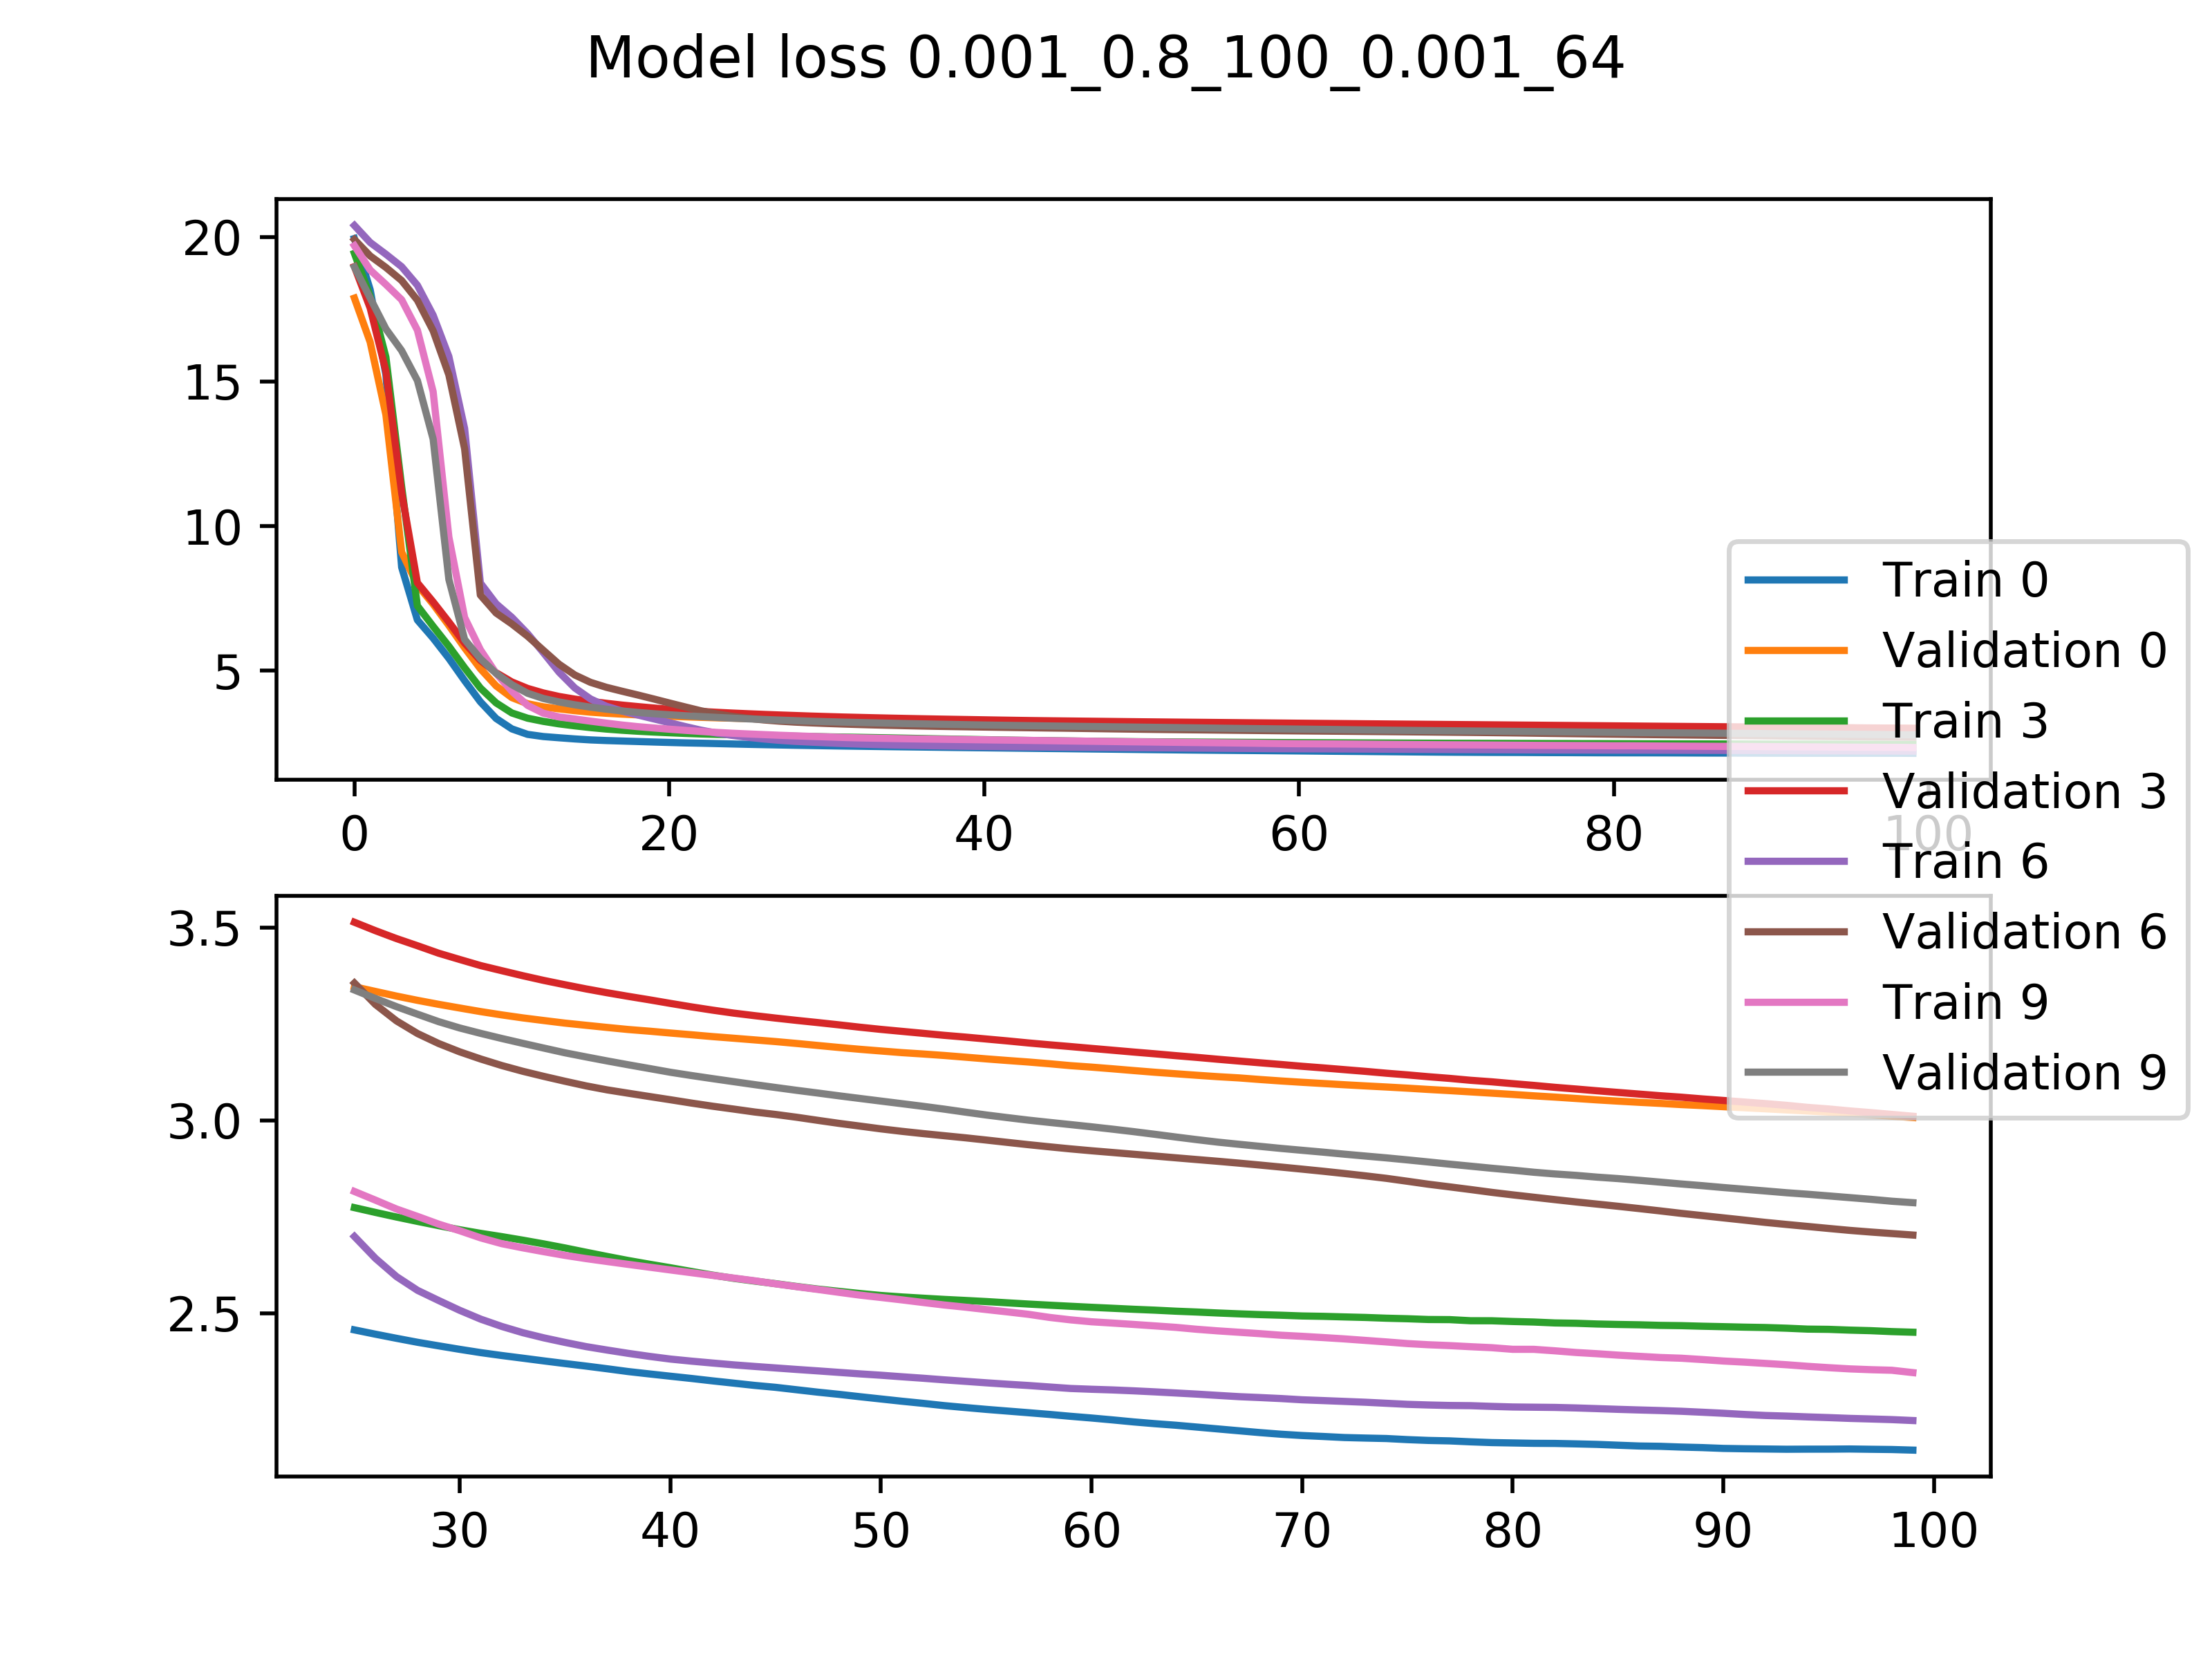 Model loss 0.001_0.8_100_0.001_64
20
15
10
5
0 20 40 60 80 100
Train 0
Validation 0
Train 3
Validation 3
Train 6
Validation 6
Train 9
Validation 9
3.5
3.0
2.5
30 40 50 60 70 80 90 100